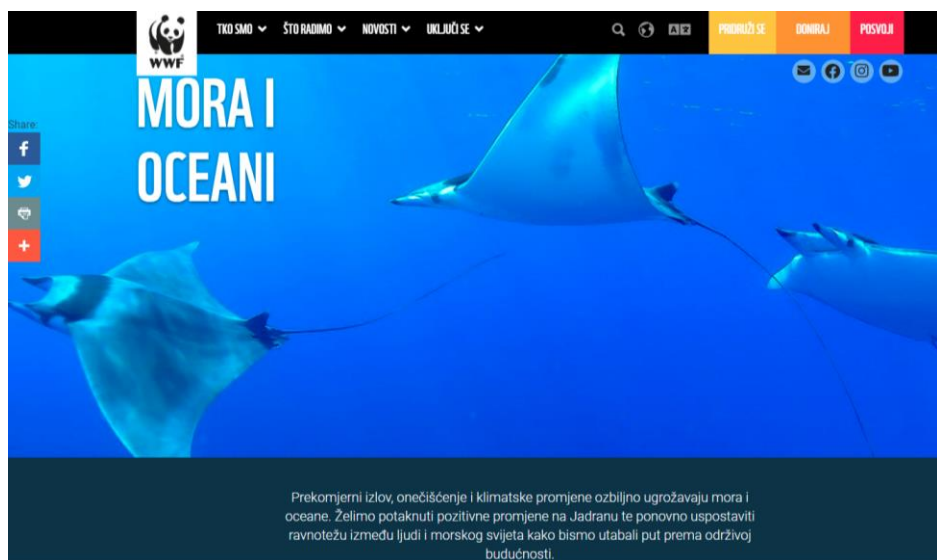 TKO SMO ŠTO RADIMO NOVOSTI UKLJUČI SE PRIDRUŽI SE DONIRAJ POSVOJI
WWF
MORA I
OCEANI
Share:
Prekomjerni izlov, onečišćenje i klimatske promjene ozbiljno ugrožavaju mora i
oceane. Želimo potaknuti pozitivne promjene na Jadranu te ponovno uspostaviti
ravnotežu između ljudi i morskog svijeta kako bismo utabali put prema održivoj
budućnosti.